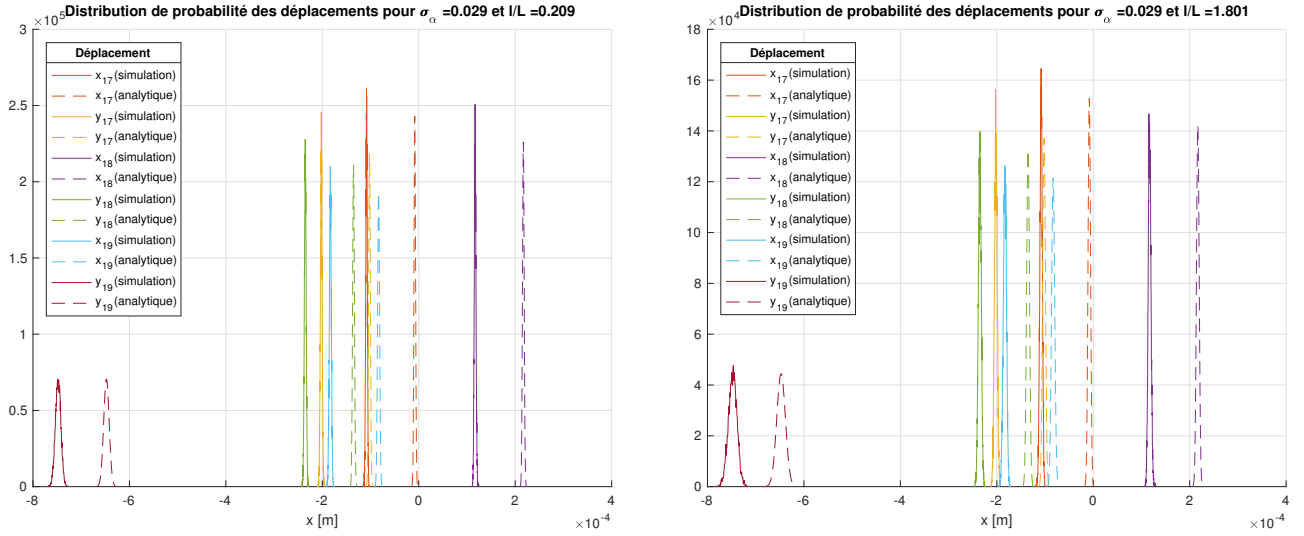 Distribution de probabilité des déplacements pour σα =0.029 et l/L =0.209
×10^5
3
2.5
2
1.5
1
0.5
0
Déplacement
x17(simulation)
x17(analytique)
y17(simulation)
y17(analytique)
x18(simulation)
x18(analytique)
y18(simulation)
y18(analytique)
x19(simulation)
x19(analytique)
y19(simulation)
y19(analytique)
-8 -6 -4 -2 0 2 4
x [m]
×10^-4
Distribution de probabilité des déplacements pour σα =0.029 et l/L=1.801
×10^4
18
16
14
12
10
8
6
4
2
0
Déplacement
x17(simulation)
x17(analytique)
y17(simulation)
y17(analytique)
x18(simulation)
x18(analytique)
y18(simulation)
y18(analytique)
x19(simulation)
x19(analytique)
y19(simulation)
y19(analytique)
-8 -6 -4 -2 0 2 4
x [m]
×10^-4